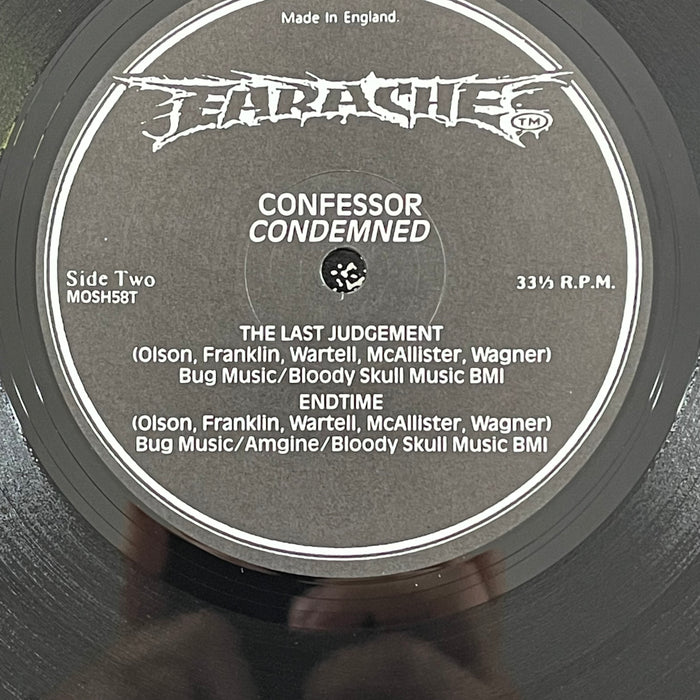 Made In England.
EARACHE TM
CONFESSOR
CONDEMNED
Side Two
MOSH58T
33⅓ R.P.M.
THE LAST JUDGEMENT
(Olson, Franklin, Wartell, McAllister, Wagner)
Bug Music/Bloody Skull Music BMI
ENDTIME
(Olson, Franklin, Wartell, McAllister, Wagner)
Bug Music/Amgine/Bloody Skull Music BMI